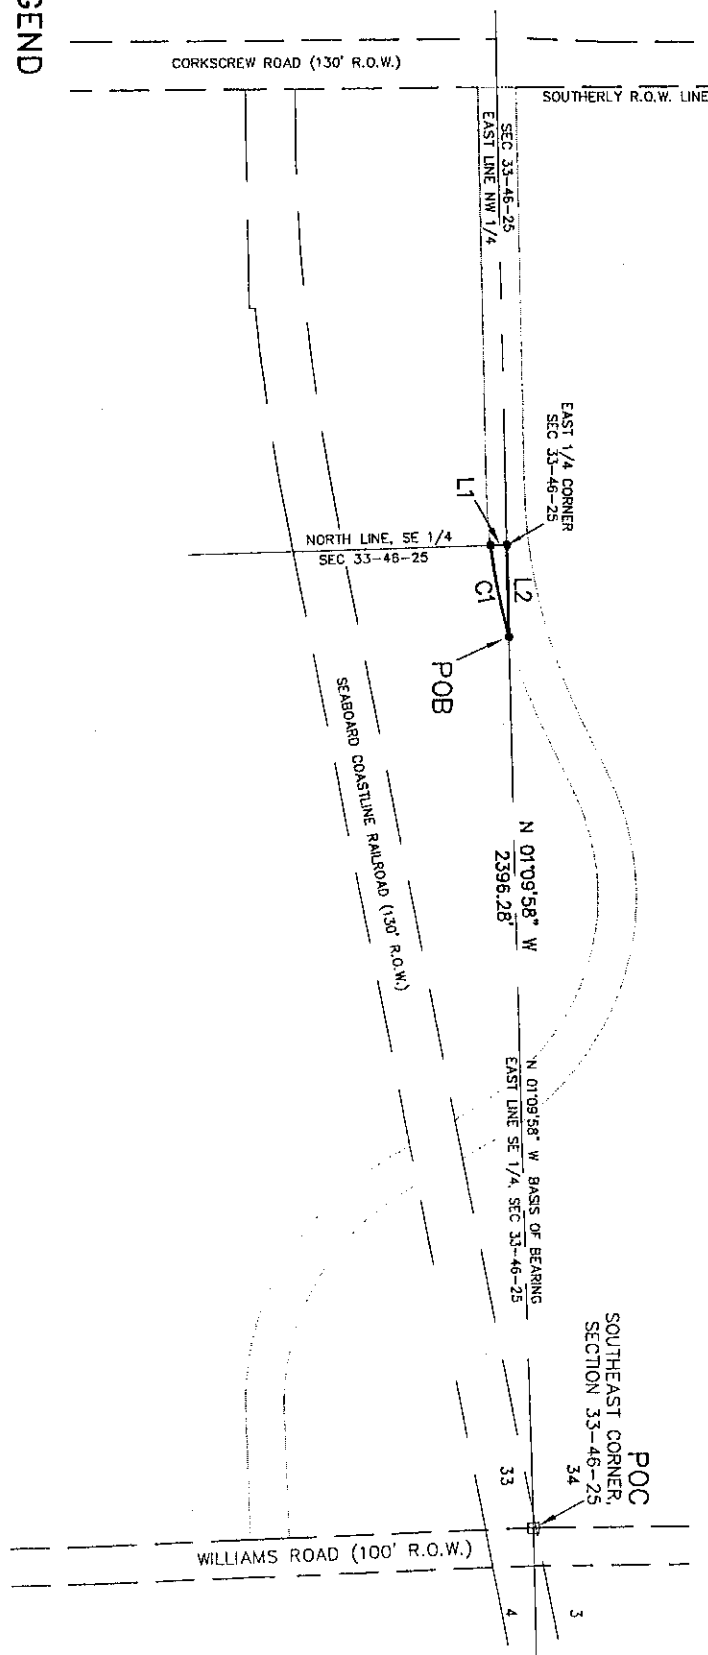 GEND
CORKSCREW ROAD (130' R.O.W.)
SOUTHERLY R.O.W. LINE
SEC 33-46-25
EAST LINE NW 1/4
EAST 1/4 CORNER
SEC 33-46-25
L1
NORTH LINE, SE 1/4
SEC 33-46-25
C1
L2
POB
SEABOARD COASTLINE RAILROAD (130' R.O.W.)
N 01°09'58" W
2396.28'
N 01°09'58" W BASIS OF BEARING
EAST LINE SE 1/4, SEC 33-46-25
POC
SOUTHEAST CORNER,
SECTION 33-46-25
34
33
WILLIAMS ROAD (100' R.O.W.)
4
3